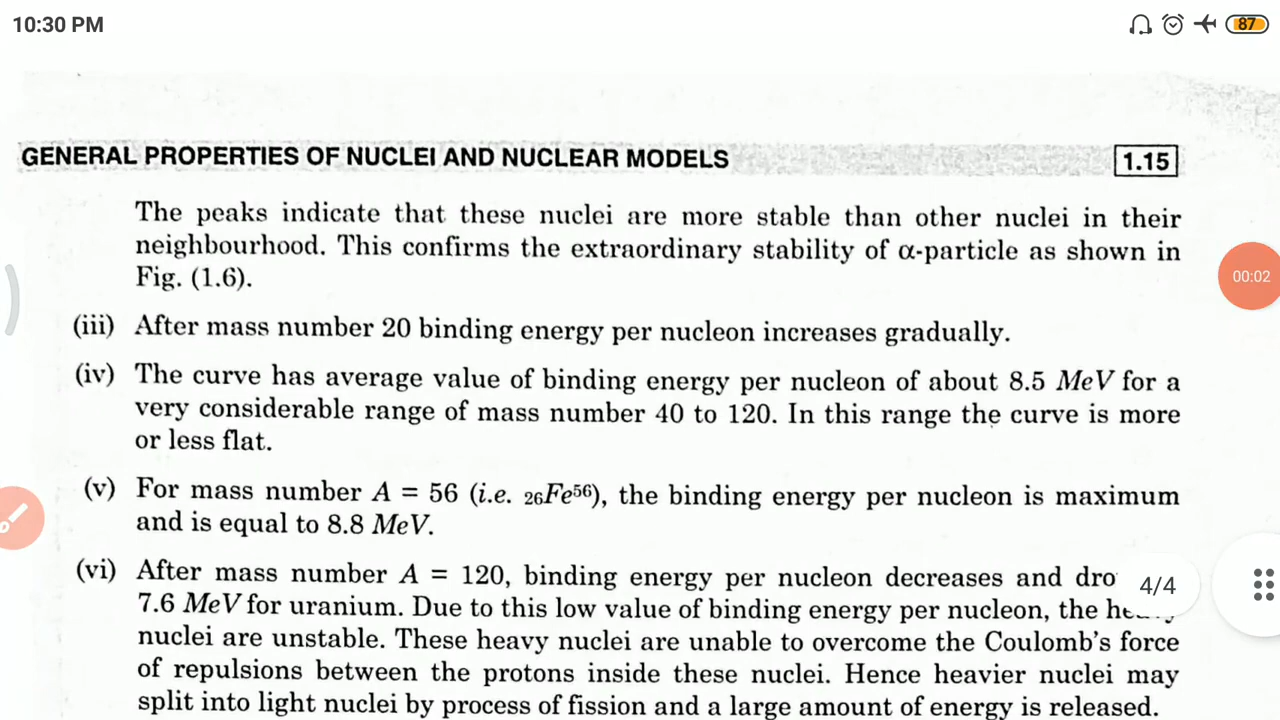 10:30 PM
87
GENERAL PROPERTIES OF NUCLEI AND NUCLEAR MODELS 1.15
The peaks indicate that these nuclei are more stable than other nuclei in their
neighbourhood. This confirms the extraordinary stability of α-particle as shown in
Fig. (1.6).
00:02
(iii) After mass number 20 binding energy per nucleon increases gradually.
(iv) The curve has average value of binding energy per nucleon of about 8.5 MeV for a
very considerable range of mass number 40 to 120. In this range the curve is more
or less flat.
(v) For mass number A = 56 (i.e. ₂₆Fe⁵⁶), the binding energy per nucleon is maximum
and is equal to 8.8 MeV.
(vi) After mass number A = 120, binding energy per nucleon decreases and
4/4
7.6 MeV for uranium. Due to this low value of binding energy per nucleon, the
nuclei are unstable. These heavy nuclei are unable to overcome the Coulomb's force
of repulsions between the protons inside these nuclei. Hence heavier nuclei may
split into light nuclei by process of fission and a large amount of energy is released.